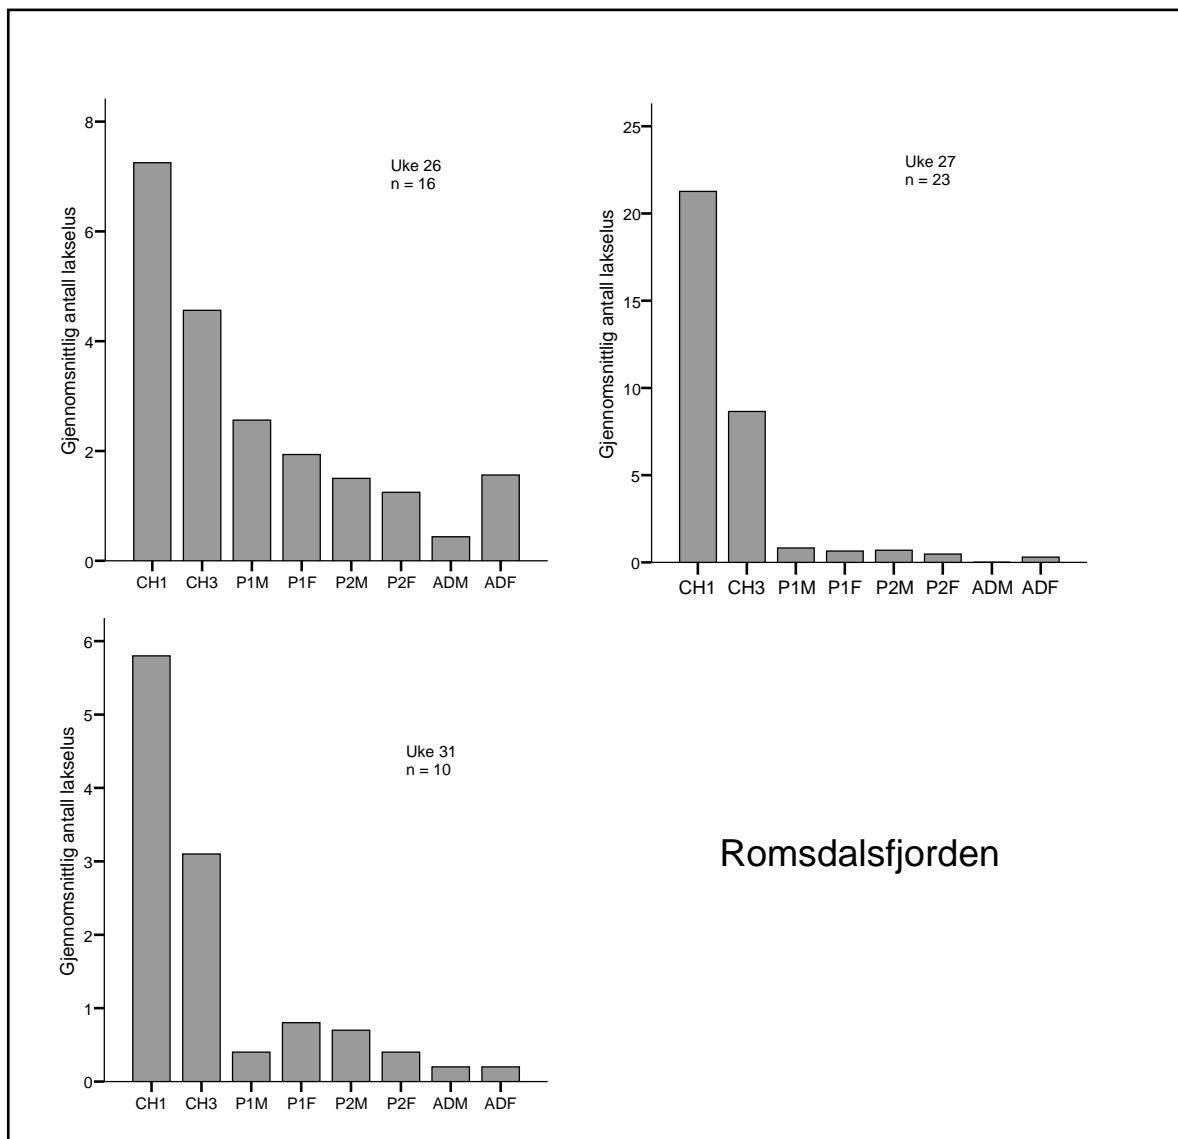 Gjennomsnittlig antall lakselus
8
6
4
2
0
Uke 26
n = 16
CH1 CH3 P1M P1F P2M P2F ADM ADF
Gjennomsnittlig antall lakselus
25
20
15
10
5
0
Uke 27
n = 23
CH1 CH3 P1M P1F P2M P2F ADM ADF
Gjennomsnittlig antall lakselus
6
5
4
3
2
1
0
Uke 31
n = 10
CH1 CH3 P1M P1F P2M P2F ADM ADF
Romsdalsfjorden